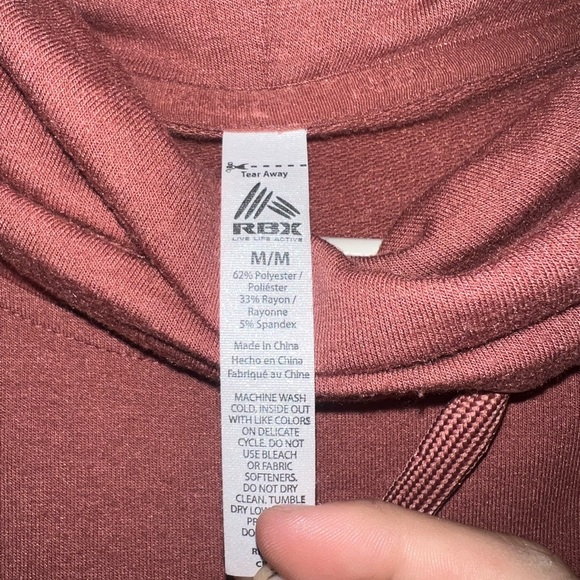 Tear Away
RBX
LIVE LIFE ACTIVE
M/M
62% Polyester /
Poliéster
33% Rayon /
Rayonne
5% Spandex
Made in China
Hecho en China
Fabriqué au Chine
MACHINE WASH
COLD. INSIDE OUT
WITH LIKE COLORS
ON DELICATE
CYCLE. DO NOT
USE BLEACH
OR FABRIC
SOFTENERS.
DO NOT DRY
CLEAN. TUMBLE
DRY